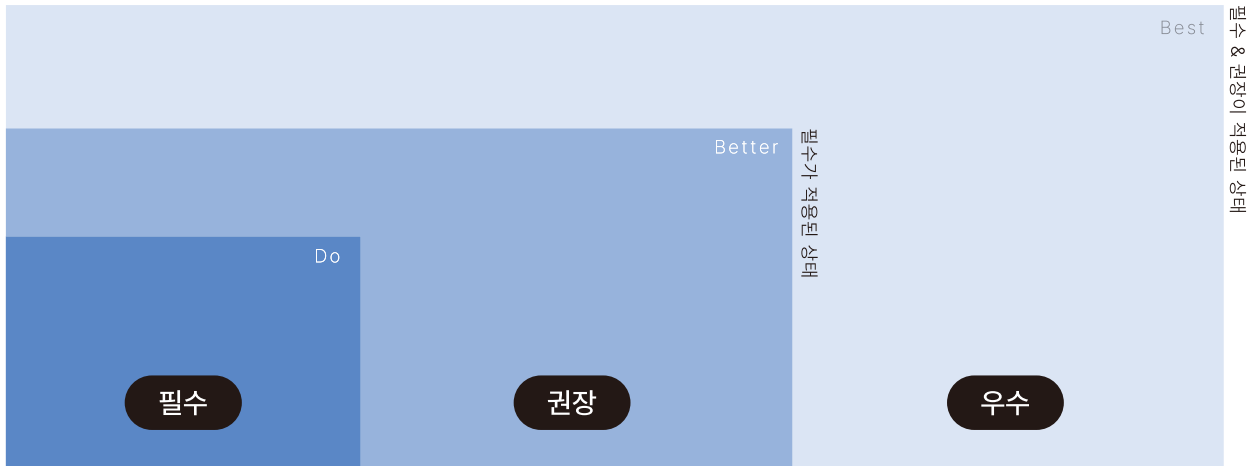 Best
필수 & 권장이 적용된 상태
Better
필수가 적용된 상태
Do
필수
권장
우수